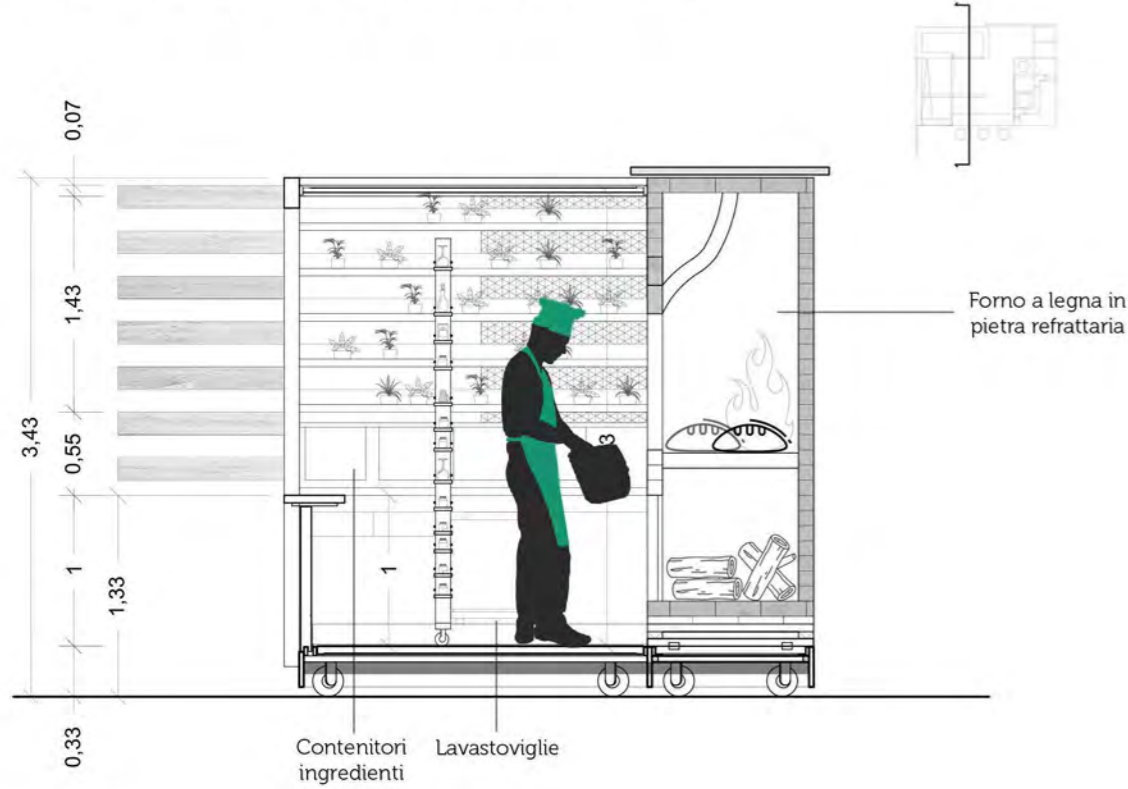 0,07
1,43
3,43
0,55
1
1,33
0,33
1
3
Forno a legna in
pietra refrattaria
Contenitori
ingredienti
Lavastoviglie